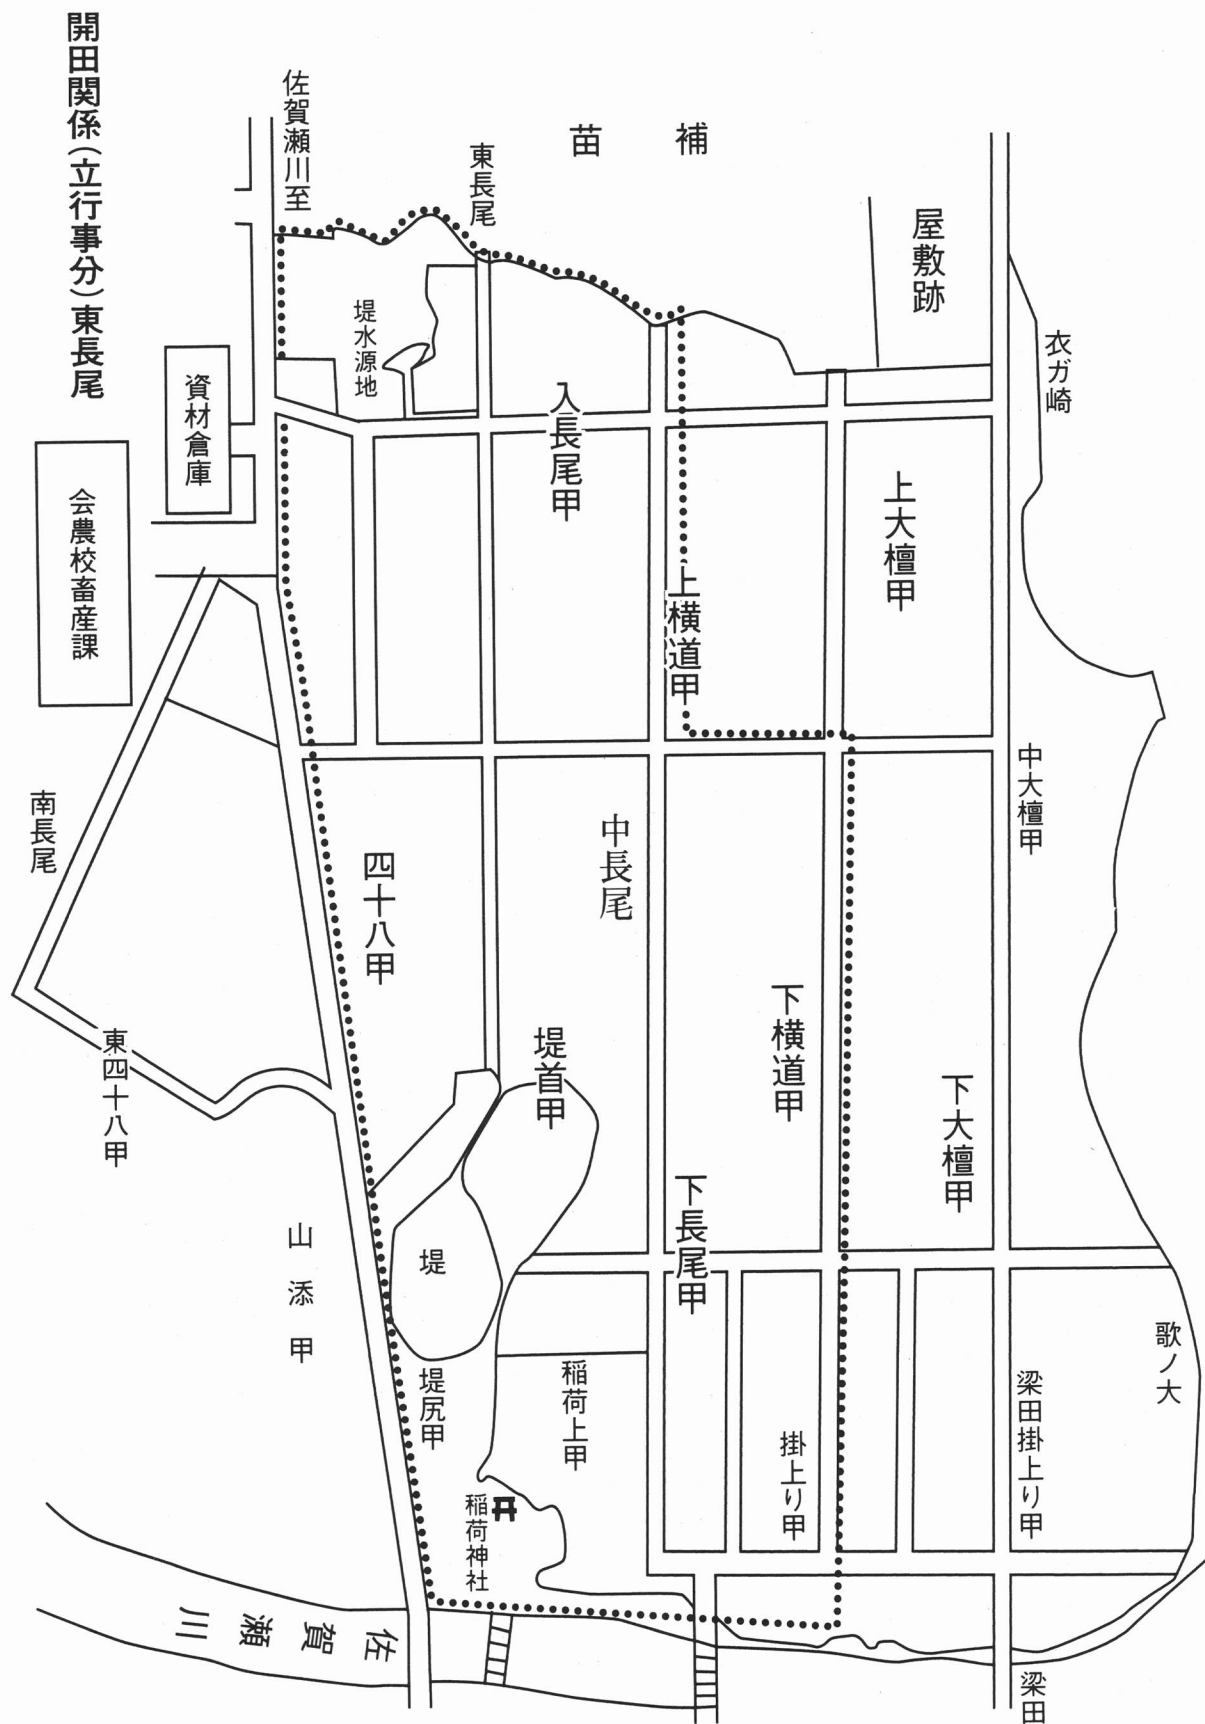 開田関係(立行事分)東長尾
佐賀瀬川至
東長尾
補苗
屋敷跡
衣ガ崎
堤水源地
資材倉庫
会農校畜産課
入長尾甲
上大檀甲
上横道甲
中大檀甲
南長尾
四十八甲
中長尾
東四十八甲
堤首甲
下横道甲
下大檀甲
下長尾甲
山添甲
堤
堤尻甲
稲荷上甲
掛上り甲
梁田掛上り甲
歌ノ大
稲荷神社
佐賀瀬川
梁田